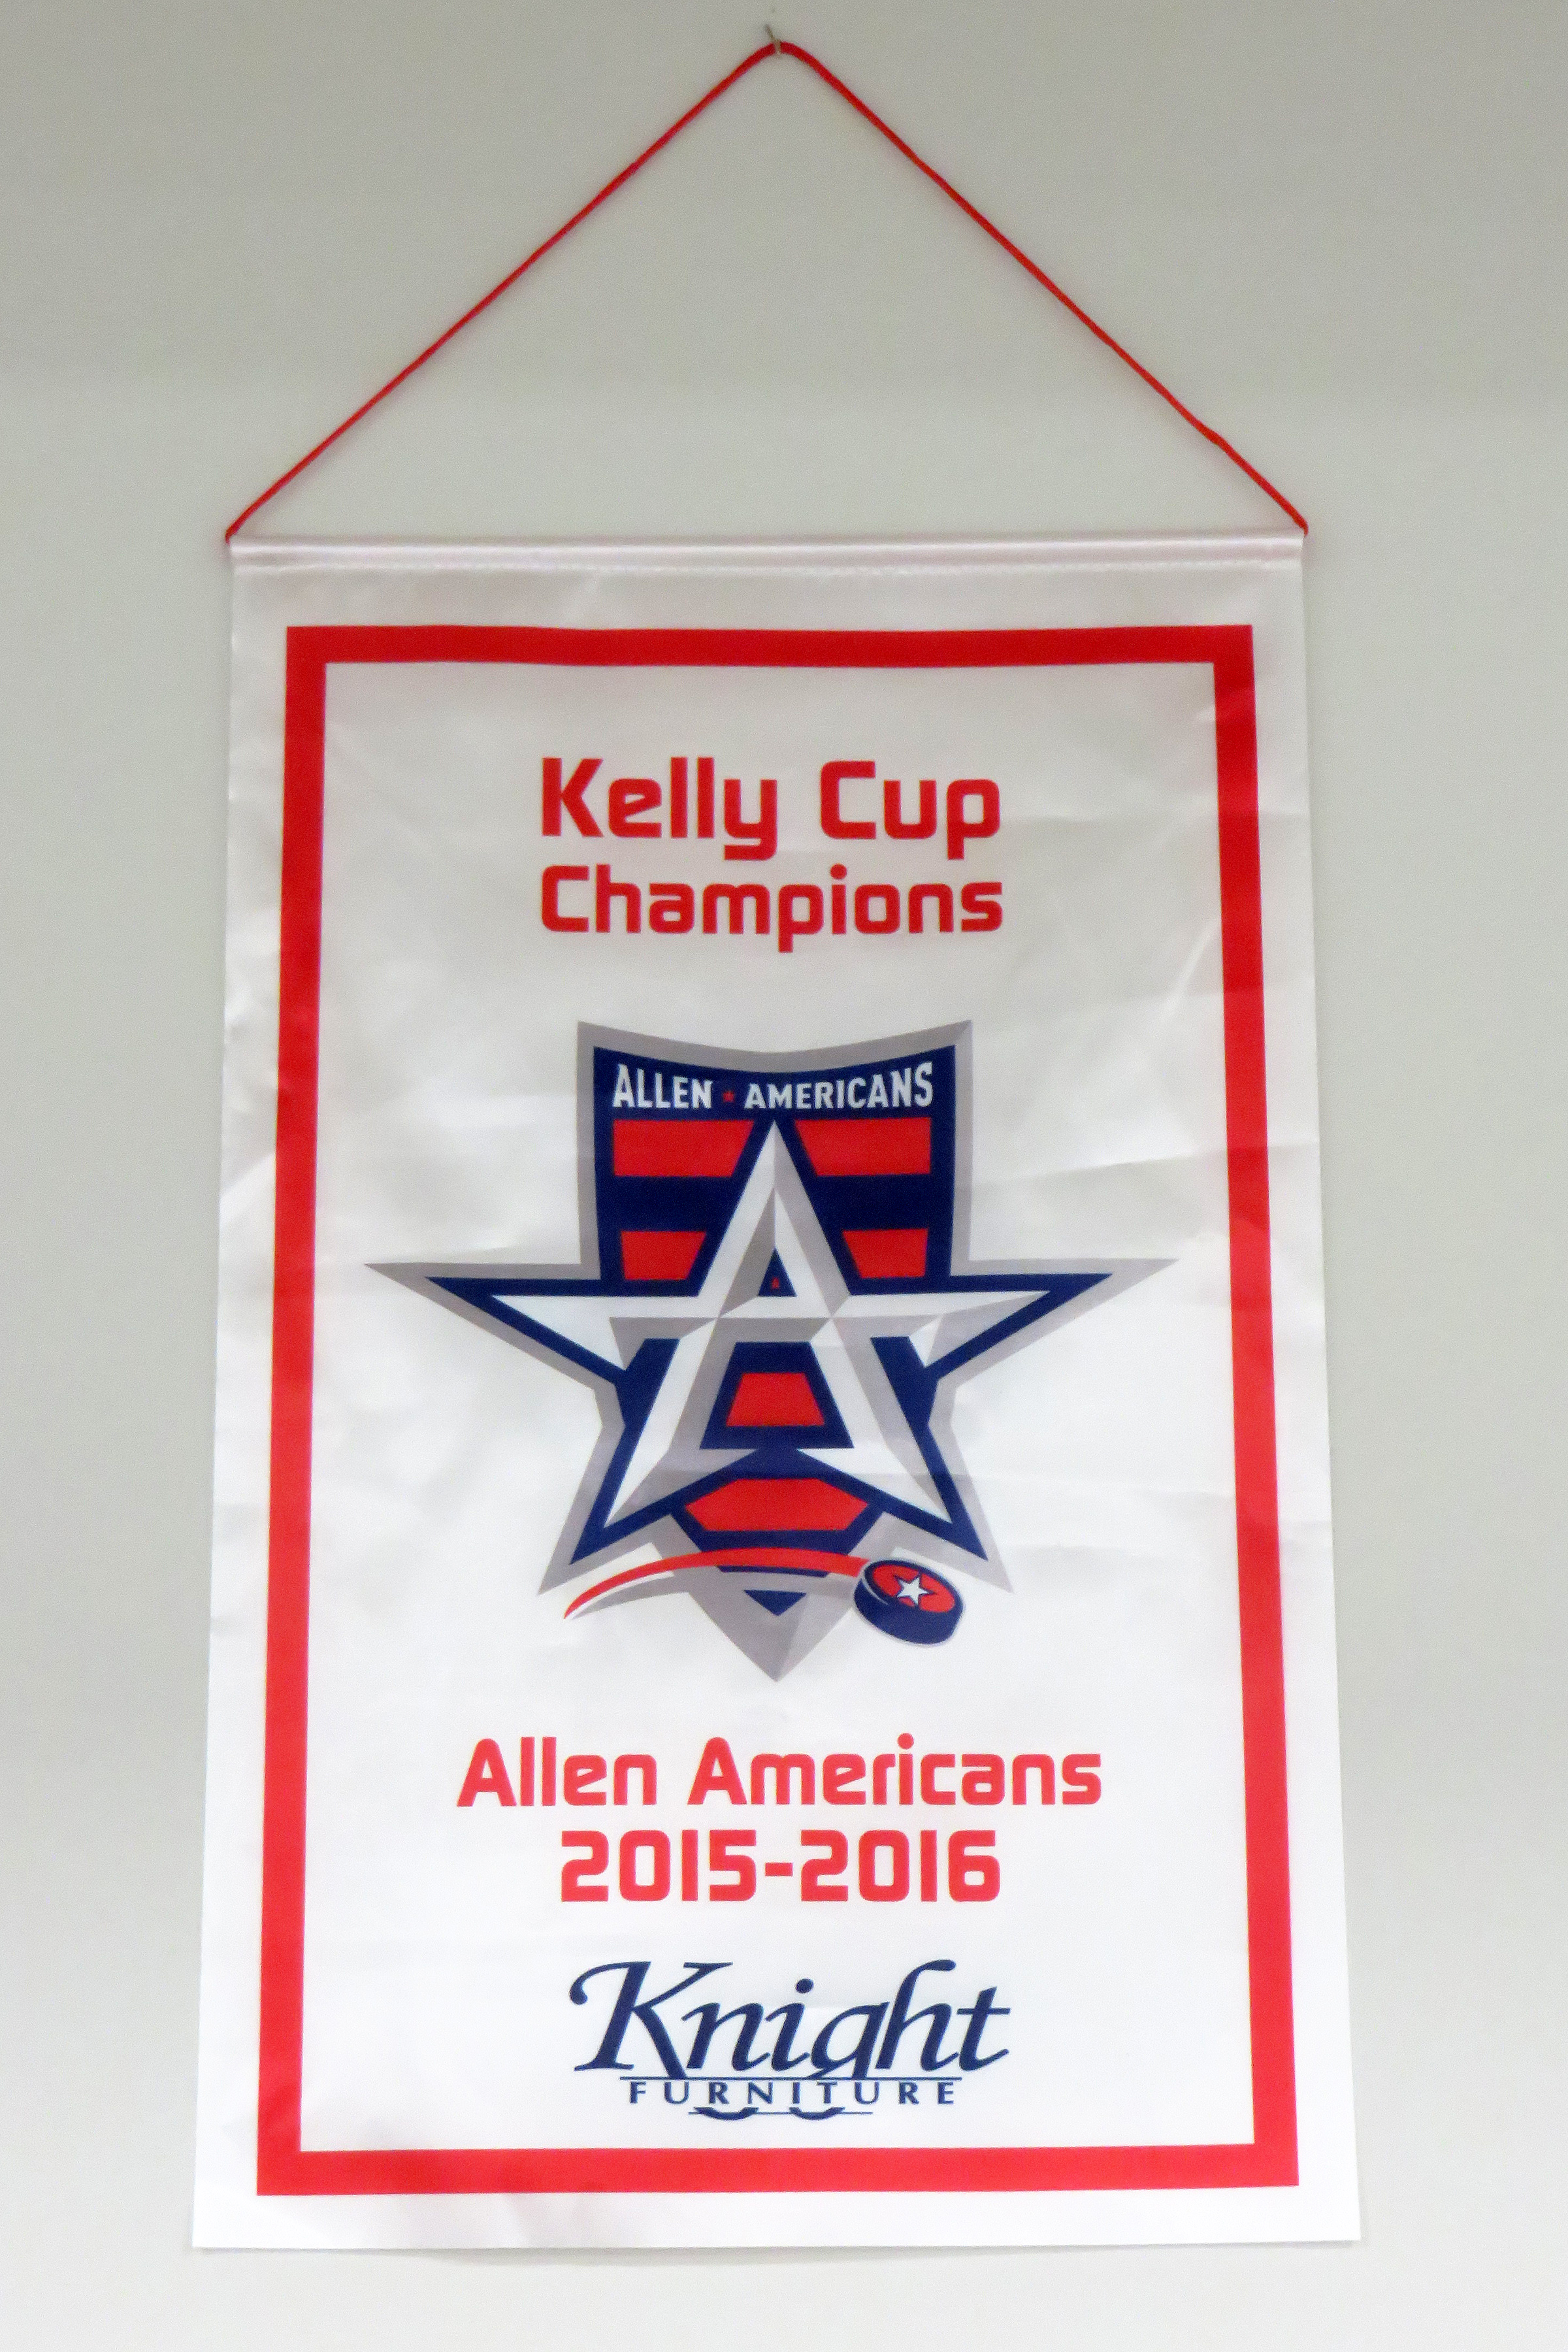 Kelly Cup
Champions
ALLEN AMERICANS
Allen Americans
2015-2016
Knight
FURNITURE